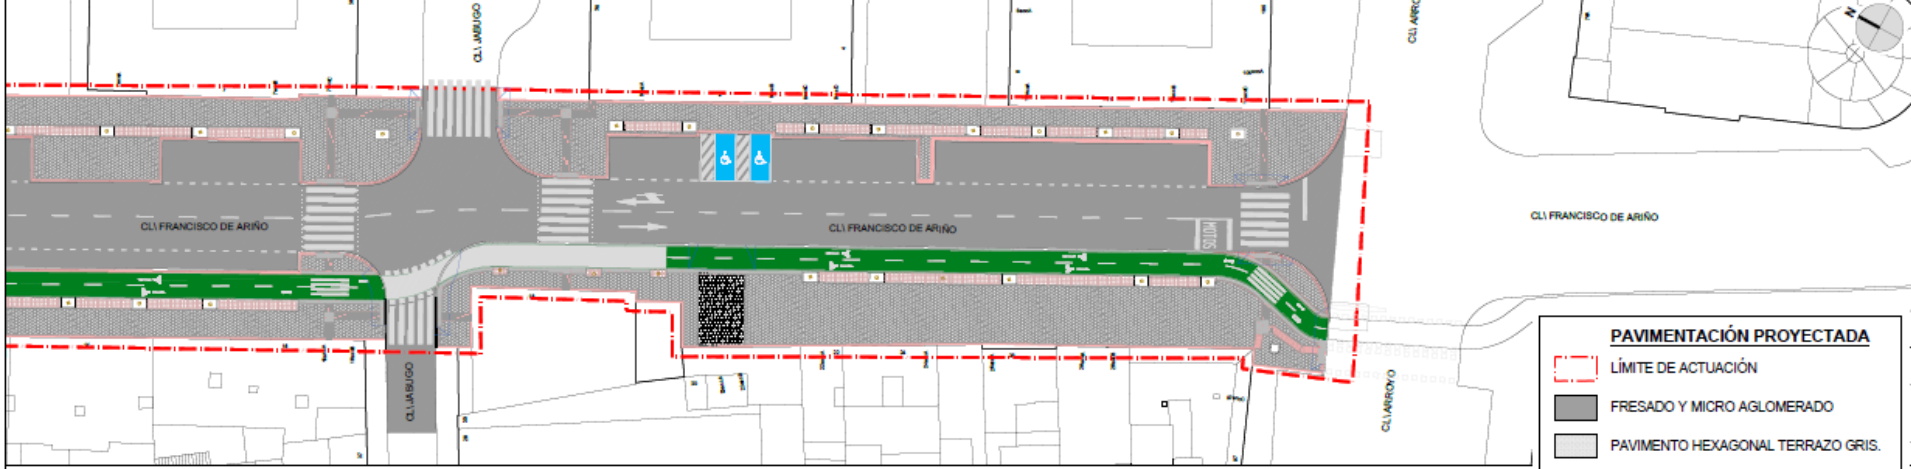 CL\ JABUGO
CL\ ARRO
N
CL\ FRANCISCO DE ARIÑO
CL\ FRANCISCO DE ARIÑO
CL\ FRANCISCO DE ARIÑO
MOTOS
CL\ JABUGO
CL\ ARROYO
PAVIMENTACIÓN PROYECTADA
LÍMITE DE ACTUACIÓN
FRESADO Y MICRO AGLOMERADO
PAVIMENTO HEXAGONAL TERRAZO GRIS.